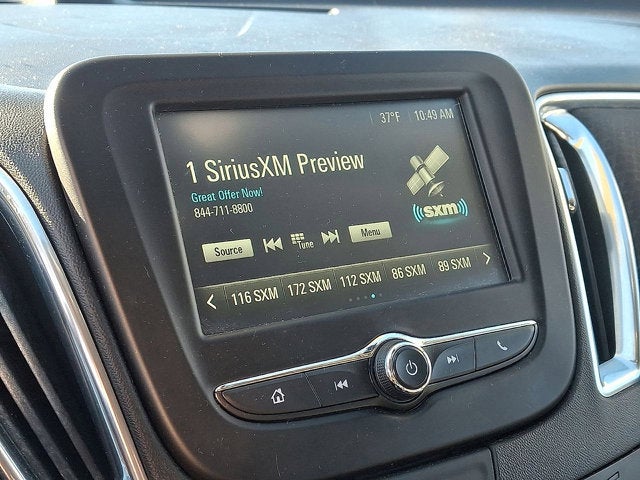 37°F 10:49 AM
1 SiriusXM Preview
Great Offer Now!
844-711-8800
sxm
Source Tune Menu
116 SXM 172 SXM 112 SXM 86 SXM 89 SXM